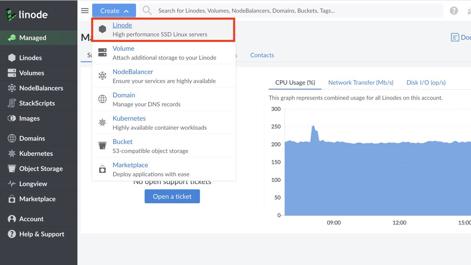 linode
Create
Search for Linodes, Volumes, NodeBalancers, Domains, Buckets, Tags...
Managed
Linodes
Volumes
NodeBalancers
StackScripts
Images
Domains
Kubernetes
Object Storage
Longview
Marketplace
Account
Help & Support
Linode
High performance SSD Linux servers
Volume
Attach additional storage to your Linode
NodeBalancer
Ensure your services are highly available
Domain
Manage your DNS records
Kubernetes
Highly available container workloads
Bucket
S3-compatible object storage
Marketplace
Deploy applications with ease
Contacts
No open support tickets
Open a ticket
CPU Usage (%)
Network Transfer (Mb/s)
Disk I/O (op/s)
This graph represents combined usage for all Linodes on this account.
300
250
200
150
100
50
0
09:00
12:00
15:00